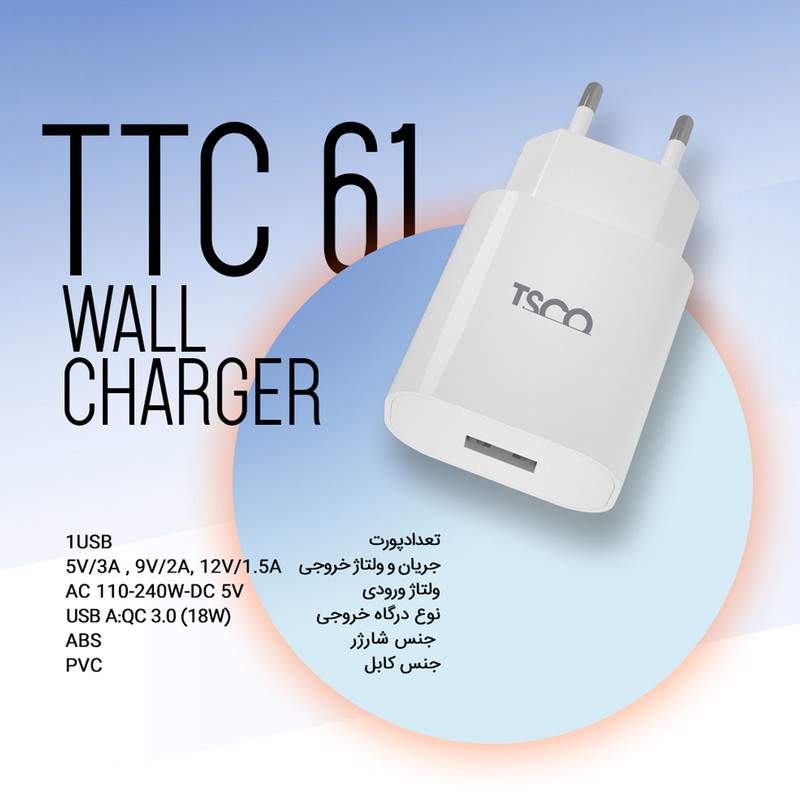 TTC 61
WALL
CHARGER
TSCO
تعدادپورت 1USB
جریان و ولتاژ خروجی 5V/3A , 9V/2A, 12V/1.5A
ولتاژ ورودی AC 110-240W-DC 5V
نوع درگاه خروجی USB A:QC 3.0 (18W)
جنس شارژر ABS
جنس کابل PVC